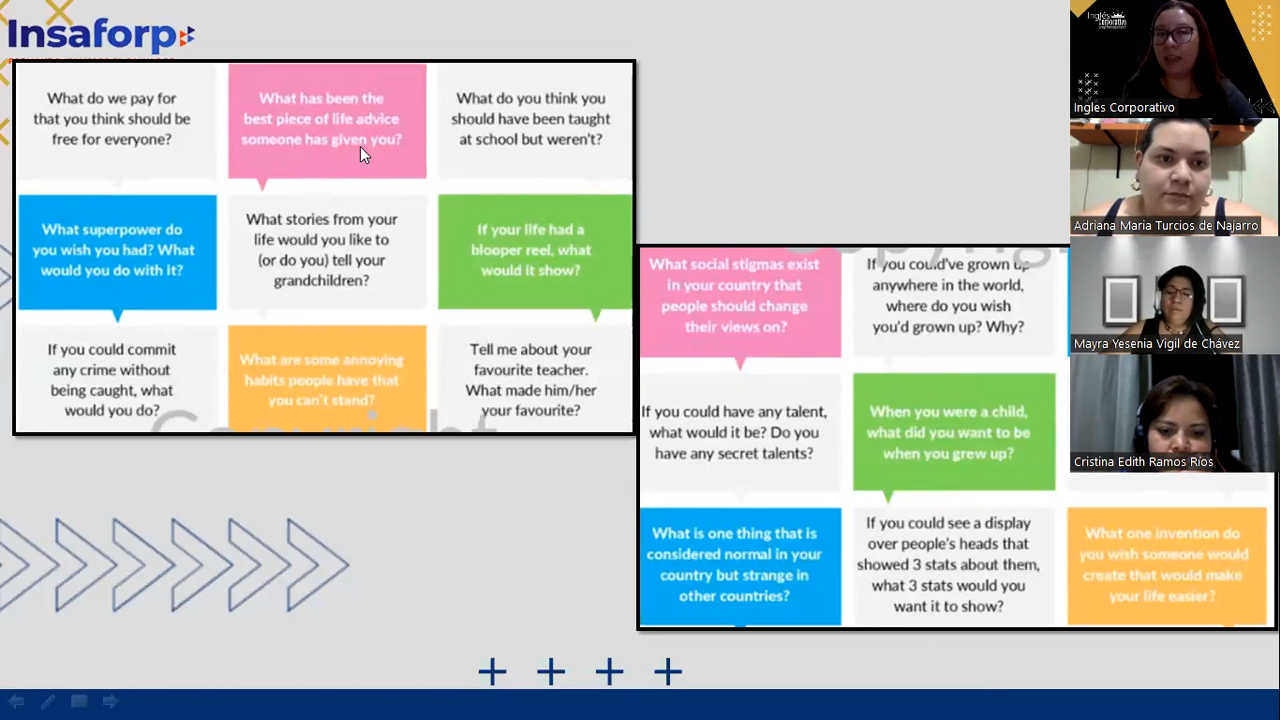 Insaforp
What do we pay for
that you think should be
free for everyone?
What has been the
best piece of life advice
someone has given you?
What do you think you
should have been taught
at school but weren't?
What superpower do
you wish you had? What
would you do with it?
What stories from your
life would you like to
(or do you) tell your
grandchildren?
If your life had a
blooper reel, what
would it show?
If you could commit
any crime without
being caught, what
would you do?
What are some annoying
habits people have that
you can't stand?
Tell me about your
favourite teacher.
What made him/her
your favourite?
What social stigmas exist
in your country that
people should change
their views on?
If you could've grown up
anywhere in the world,
where do you wish
you'd grown up? Why?
If you could have any talent,
what would it be? Do you
have any secret talents?
When you were a child,
what did you want to be
when you grew up?
What is one thing that is
considered normal in your
country but strange in
other countries?
If you could see a display
over people's heads that
showed 3 stats about them,
what 3 stats would you
want it to show?
What one invention do
you wish someone would
create that would make
your life easier?
Inglés
Corporativo
Ingles Corporativo
Adriana Maria Turcios de Najarro
Mayra Yesenia Vigil de Chávez
Cristina Edith Ramos Ríos